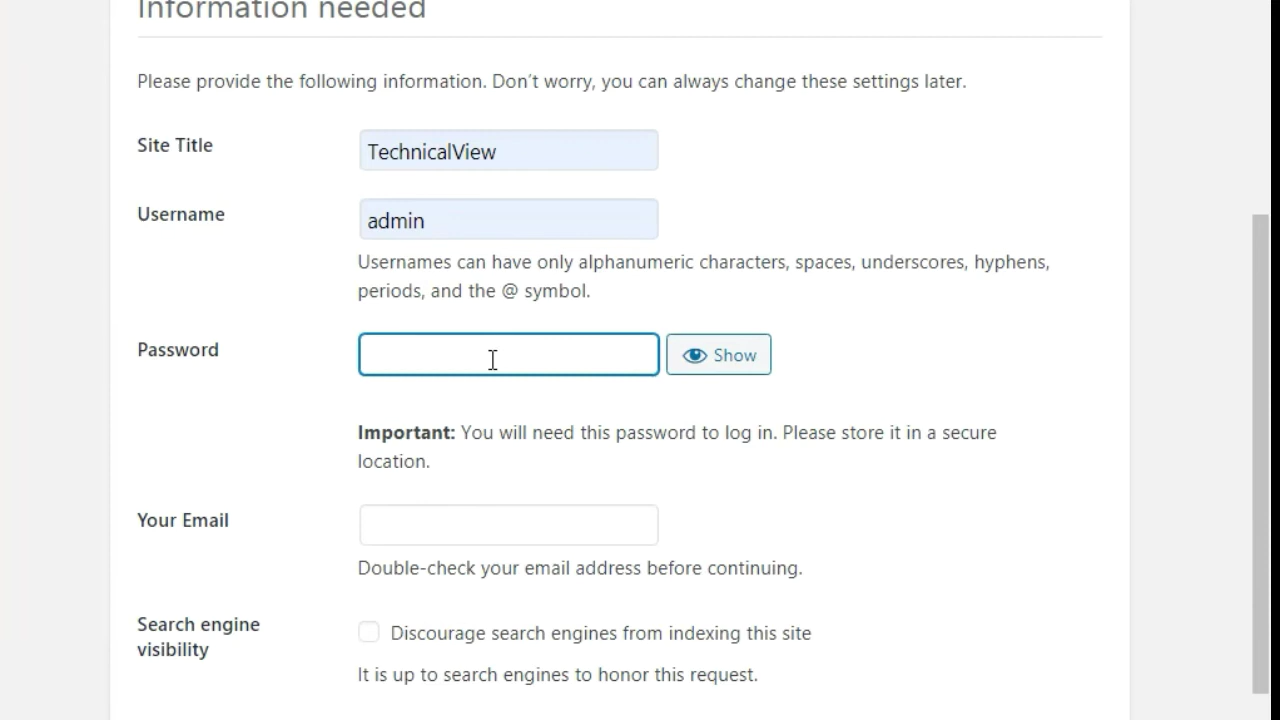 Information needed
Please provide the following information. Don’t worry, you can always change these settings later.
Site Title
TechnicalView
Username
admin
Usernames can have only alphanumeric characters, spaces, underscores, hyphens,
periods, and the @ symbol.
Password
Show
Important: You will need this password to log in. Please store it in a secure
location.
Your Email
Double-check your email address before continuing.
Search engine
visibility
Discourage search engines from indexing this site
It is up to search engines to honor this request.